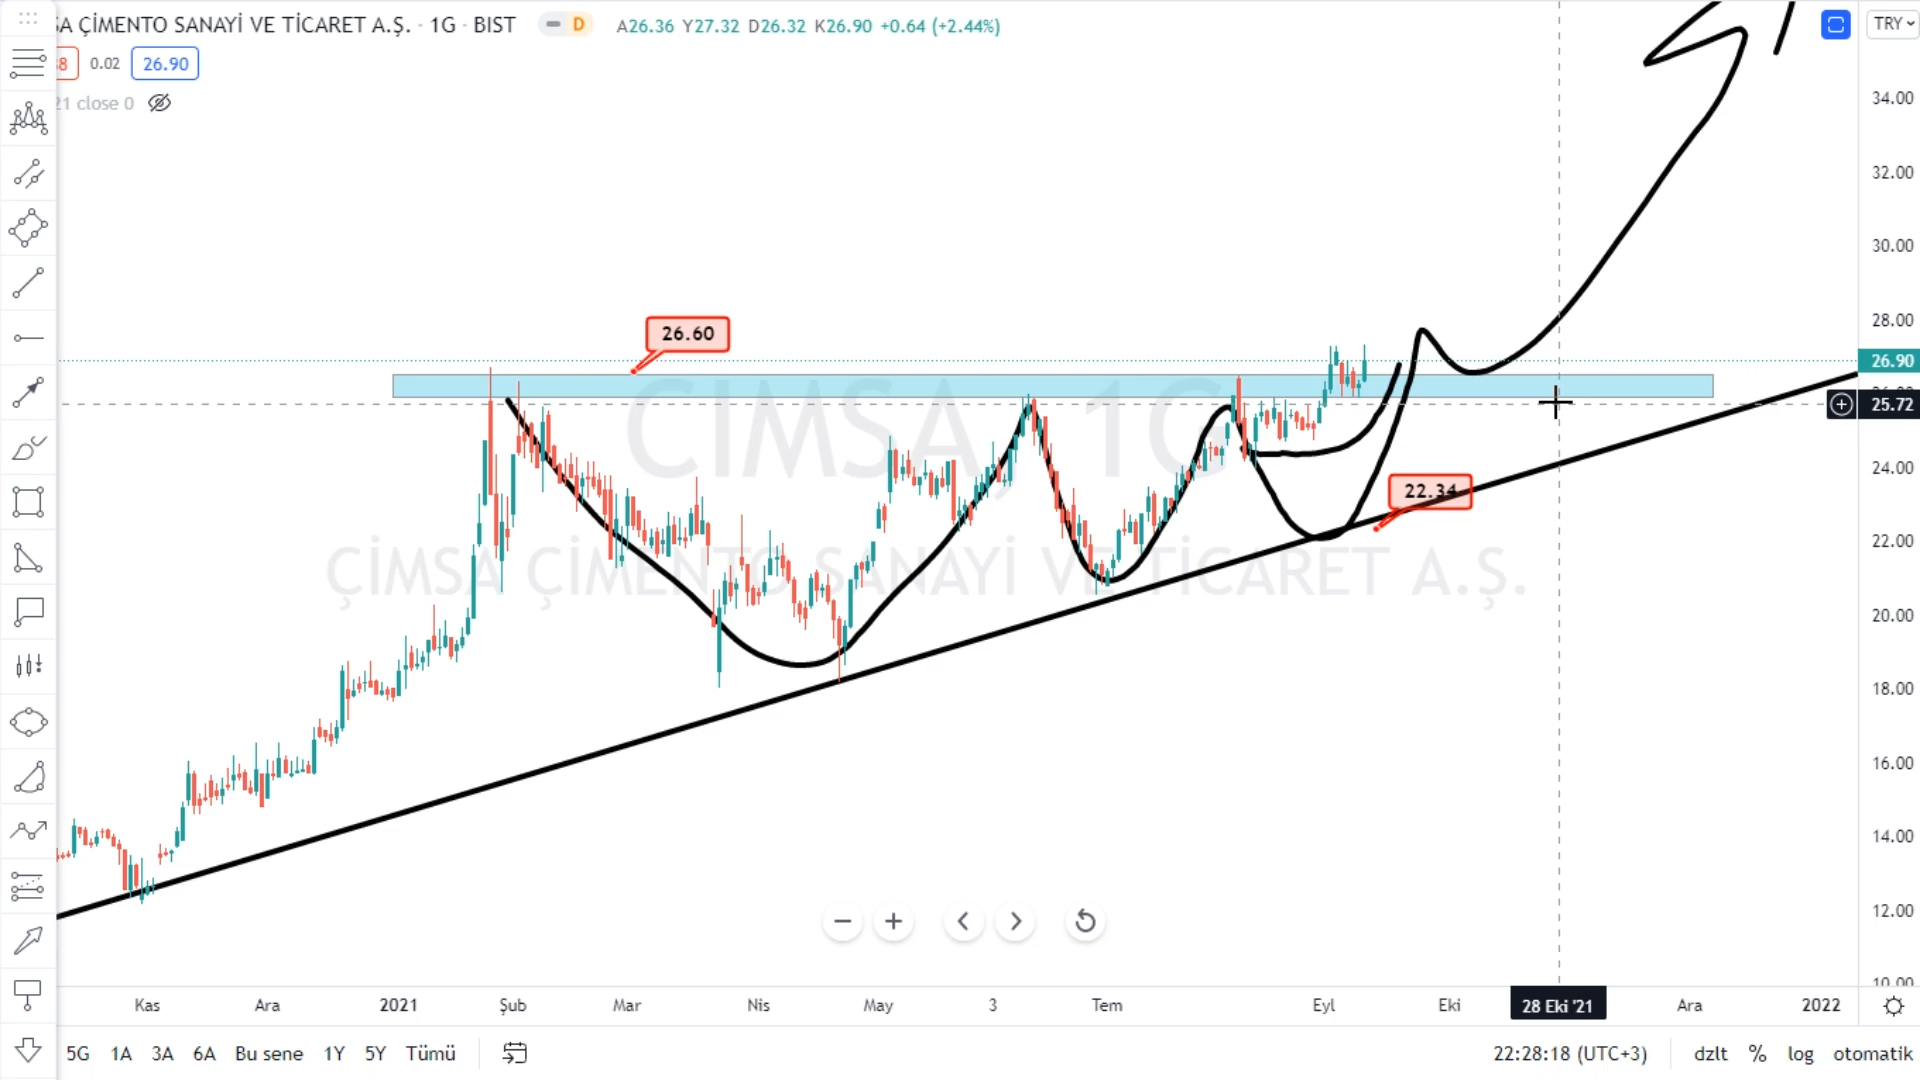 SA ÇİMENTO SANAYİ VE TİCARET A.Ş. · 1G · BIST D A26.36 Y27.32 D26.32 K26.90 +0.64 (+2.44%)
TRY
8 0.02 26.90
21 close 0
34.00
32.00
30.00
28.00
26.60
26.90
25.72
CIMSA, 1G
24.00
22.34
22.00
ÇİMSA ÇİMENTO SANAYİ VE TİCARET A.Ş.
20.00
18.00
16.00
14.00
12.00
10.00
Kas Ara 2021 Şub Mar Nis May 3 Tem Eyl Eki 28 Eki '21 Ara 2022
5G 1A 3A 6A Bu sene 1Y 5Y Tümü 22:28:18 (UTC+3) dzlt % log otomatik